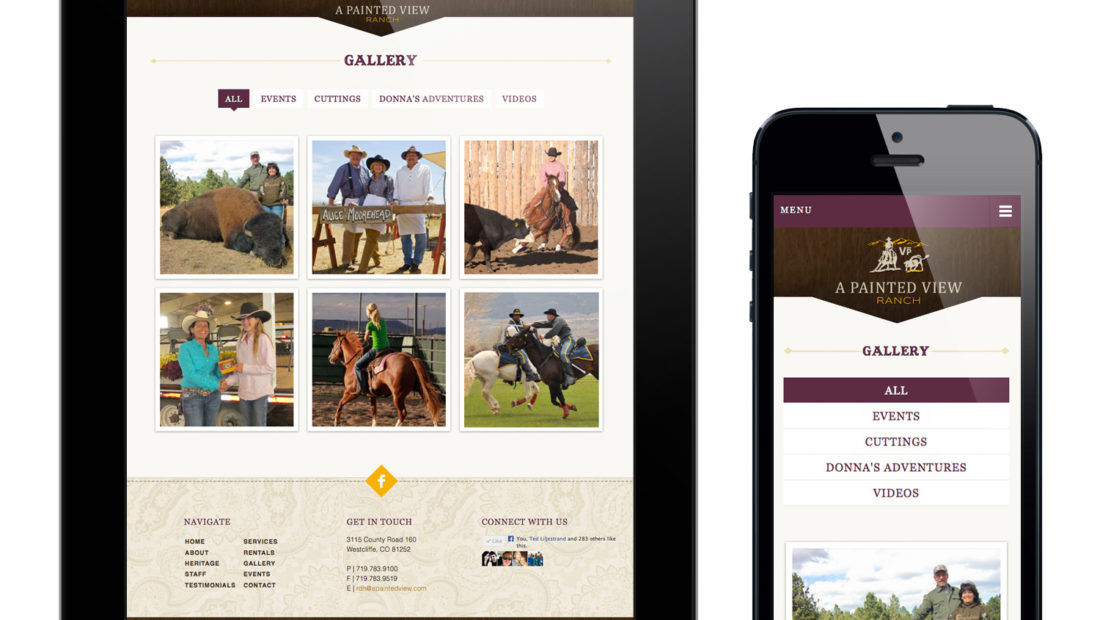 A PAINTED VIEW
RANCH
GALLERY
ALL
EVENTS
CUTTINGS
DONNA'S ADVENTURES
VIDEOS
ALICE MOOREHEAD
f
NAVIGATE
HOME
ABOUT
HERITAGE
STAFF
TESTIMONIALS
SERVICES
RENTALS
GALLERY
EVENTS
CONTACT
GET IN TOUCH
3115 County Road 160
Westcliffe, CO 81252
P | 719.783.9100
F | 719.783.9519
E | rdh@apaintedview.com
CONNECT WITH US
Like
You, Ted Liljestrand and 283 others like
this.
MENU
VP
A PAINTED VIEW
RANCH
GALLERY
ALL
EVENTS
CUTTINGS
DONNA'S ADVENTURES
VIDEOS